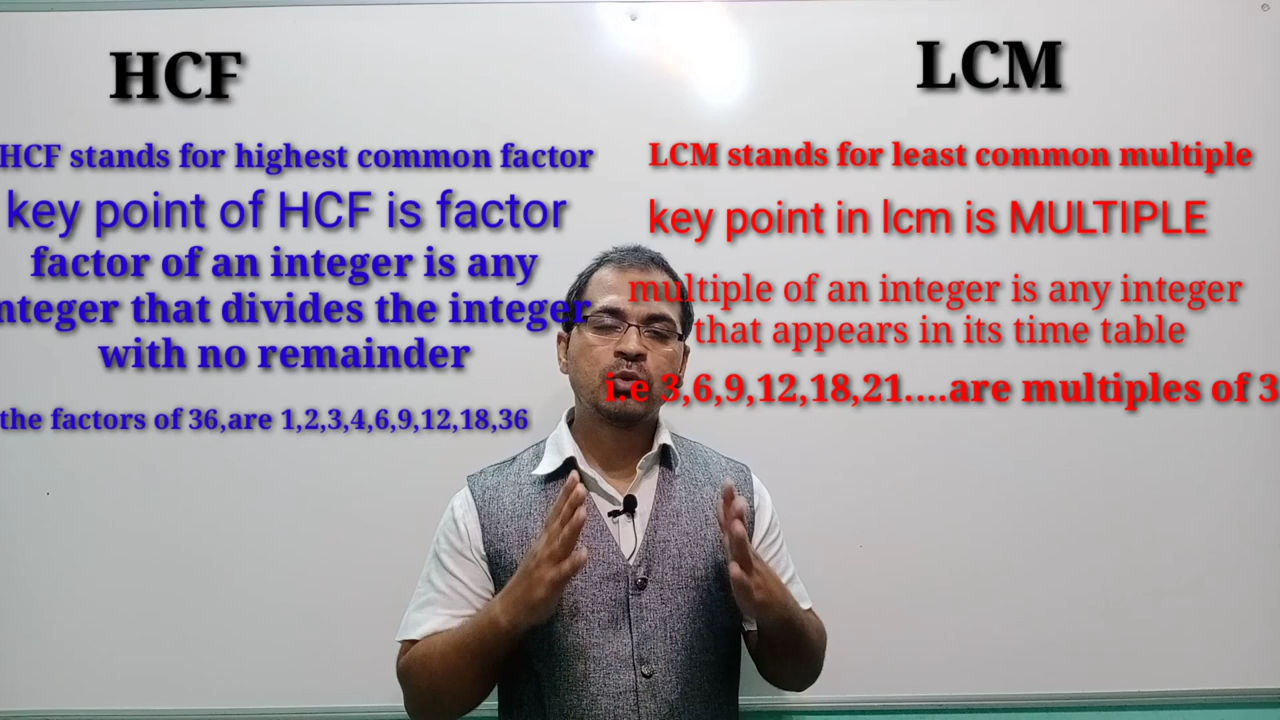 HCF
HCF stands for highest common factor
key point of HCF is factor
factor of an integer is any
nteger that divides the integer
with no remainder
the factors of 36,are 1,2,3,4,6,9,12,18,36
LCM
LCM stands for least common multiple
key point in lcm is MULTIPLE
multiple of an integer is any integer
that appears in its time table
i.e 3,6,9,12,18,21....are multiples of 3